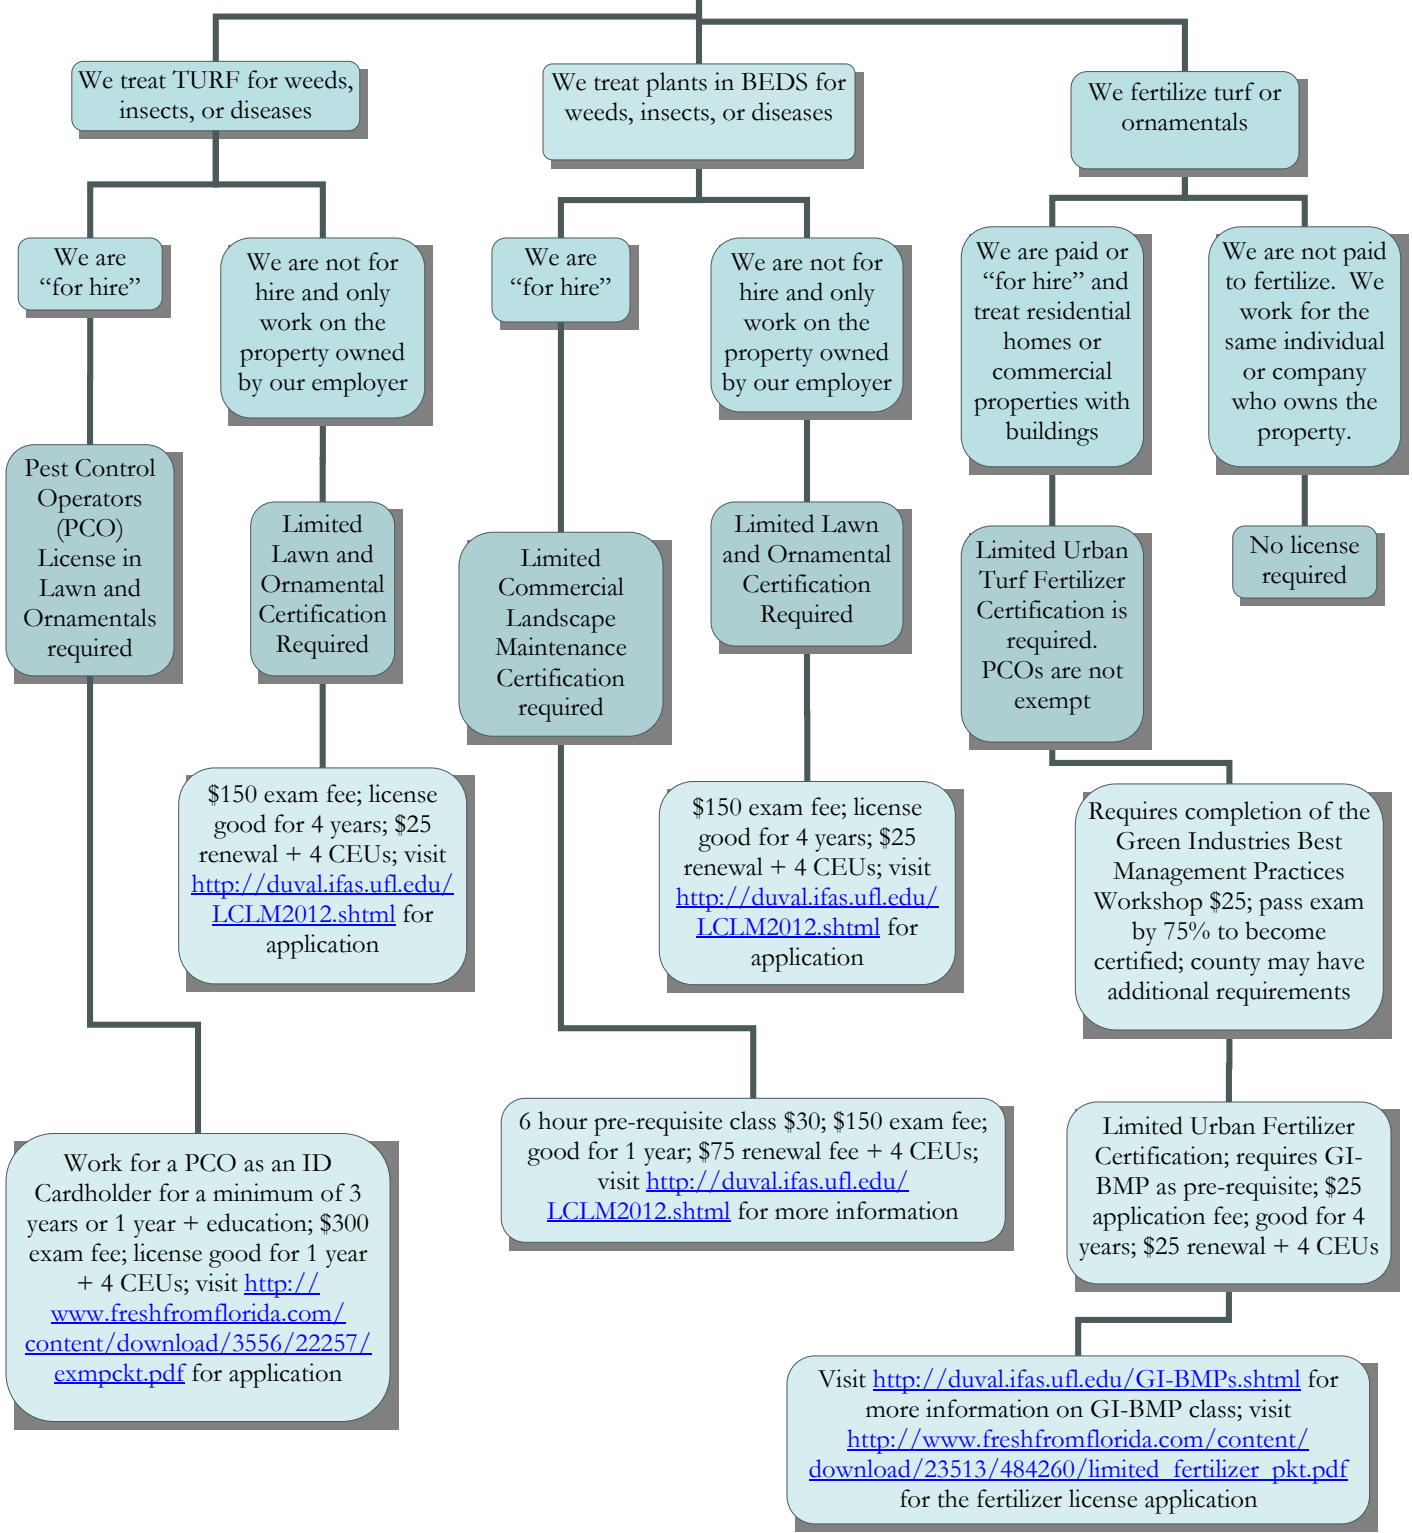 We treat TURF for weeds,
insects, or diseases
We treat plants in BEDS for
weeds, insects, or diseases
We fertilize turf or
ornamentals
We are
“for hire”
We are not for
hire and only
work on the
property owned
by our employer
We are
“for hire”
We are not for
hire and only
work on the
property owned
by our employer
We are paid or
“for hire” and
treat residential
homes or
commercial
properties with
buildings
We are not paid
to fertilize.  We
work for the
same individual
or company
who owns the
property.
Pest Control
Operators
(PCO)
License in
Lawn and
Ornamentals
required
Limited
Lawn and
Ornamental
Certification
Required
Limited
Commercial
Landscape
Maintenance
Certification
required
Limited Lawn
and Ornamental
Certification
Required
Limited Urban
Turf Fertilizer
Certification is
required.
PCOs are not
exempt
No license
required
$150 exam fee; license
good for 4 years; $25
renewal + 4 CEUs; visit
http://duval.ifas.ufl.edu/
LCLM2012.shtml for
application
$150 exam fee; license
good for 4 years; $25
renewal + 4 CEUs; visit
http://duval.ifas.ufl.edu/
LCLM2012.shtml for
application
Requires completion of the
Green Industries Best
Management Practices
Workshop $25; pass exam
by 75% to become
certified; county may have
additional requirements
Work for a PCO as an ID
Cardholder for a minimum of 3
years or 1 year + education; $300
exam fee; license good for 1 year
+ 4 CEUs; visit http://
www.freshfromflorida.com/
content/download/3556/22257/
exmpckt.pdf for application
6 hour pre-requisite class $30; $150 exam fee;
good for 1 year; $75 renewal fee + 4 CEUs;
visit http://duval.ifas.ufl.edu/
LCLM2012.shtml for more information
Limited Urban Fertilizer
Certification; requires GI-
BMP as pre-requisite; $25
application fee; good for 4
years; $25 renewal + 4 CEUs
Visit http://duval.ifas.ufl.edu/GI-BMPs.shtml for
more information on GI-BMP class; visit
http://www.freshfromflorida.com/content/
download/23513/484260/limited_fertilizer_pkt.pdf
for the fertilizer license application